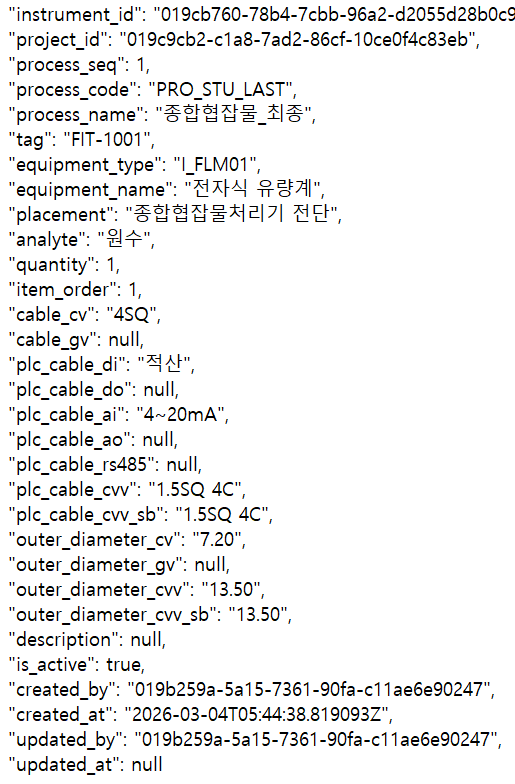 "instrument_id": "019cb760-78b4-7cbb-96a2-d2055d28b0c9
"project_id": "019c9cb2-c1a8-7ad2-86cf-10ce0f4c83eb",
"process_seq": 1,
"process_code": "PRO_STU_LAST",
"process_name": "종합협잡물_최종",
"tag": "FIT-1001",
"equipment_type": "I_FLM01",
"equipment_name": "전자식 유량계",
"placement": "종합협잡물처리기 전단",
"analyte": "원수",
"quantity": 1,
"item_order": 1,
"cable_cv": "4SQ",
"cable_gv": null,
"plc_cable_di": "적산",
"plc_cable_do": null,
"plc_cable_ai": "4~20mA",
"plc_cable_ao": null,
"plc_cable_rs485": null,
"plc_cable_cvv": "1.5SQ 4C",
"plc_cable_cvv_sb": "1.5SQ 4C",
"outer_diameter_cv": "7.20",
"outer_diameter_gv": null,
"outer_diameter_cvv": "13.50",
"outer_diameter_cvv_sb": "13.50",
"description": null,
"is_active": true,
"created_by": "019b259a-5a15-7361-90fa-c11ae6e90247",
"created_at": "2026-03-04T05:44:38.819093Z",
"updated_by": "019b259a-5a15-7361-90fa-c11ae6e90247",
"updated_at": null